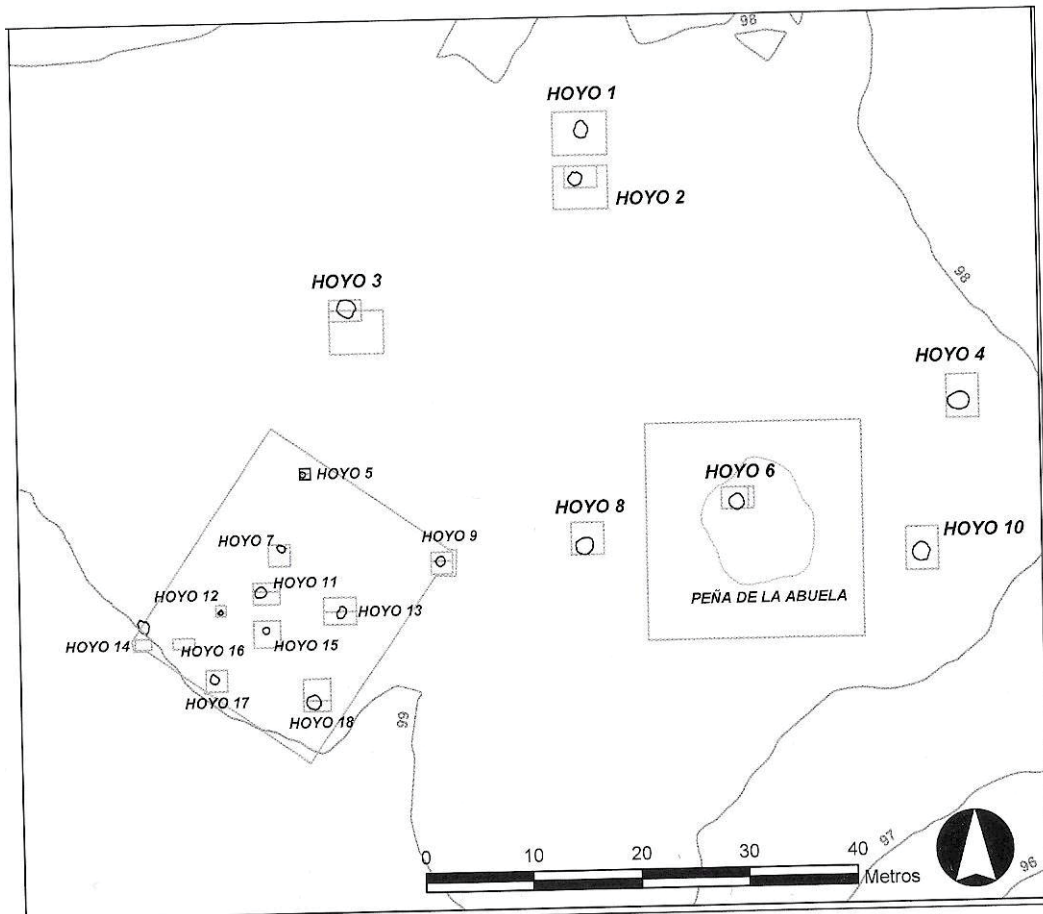 98
HOYO 1
HOYO 2
HOYO 3
98
HOYO 4
HOYO 5
HOYO 6
HOYO 7
HOYO 8
HOYO 9
HOYO 10
HOYO 11
HOYO 12
HOYO 13
PEÑA DE LA ABUELA
HOYO 14
HOYO 16
HOYO 15
HOYO 17
HOYO 18
99
0 10 20 30 40
Metros
97
96